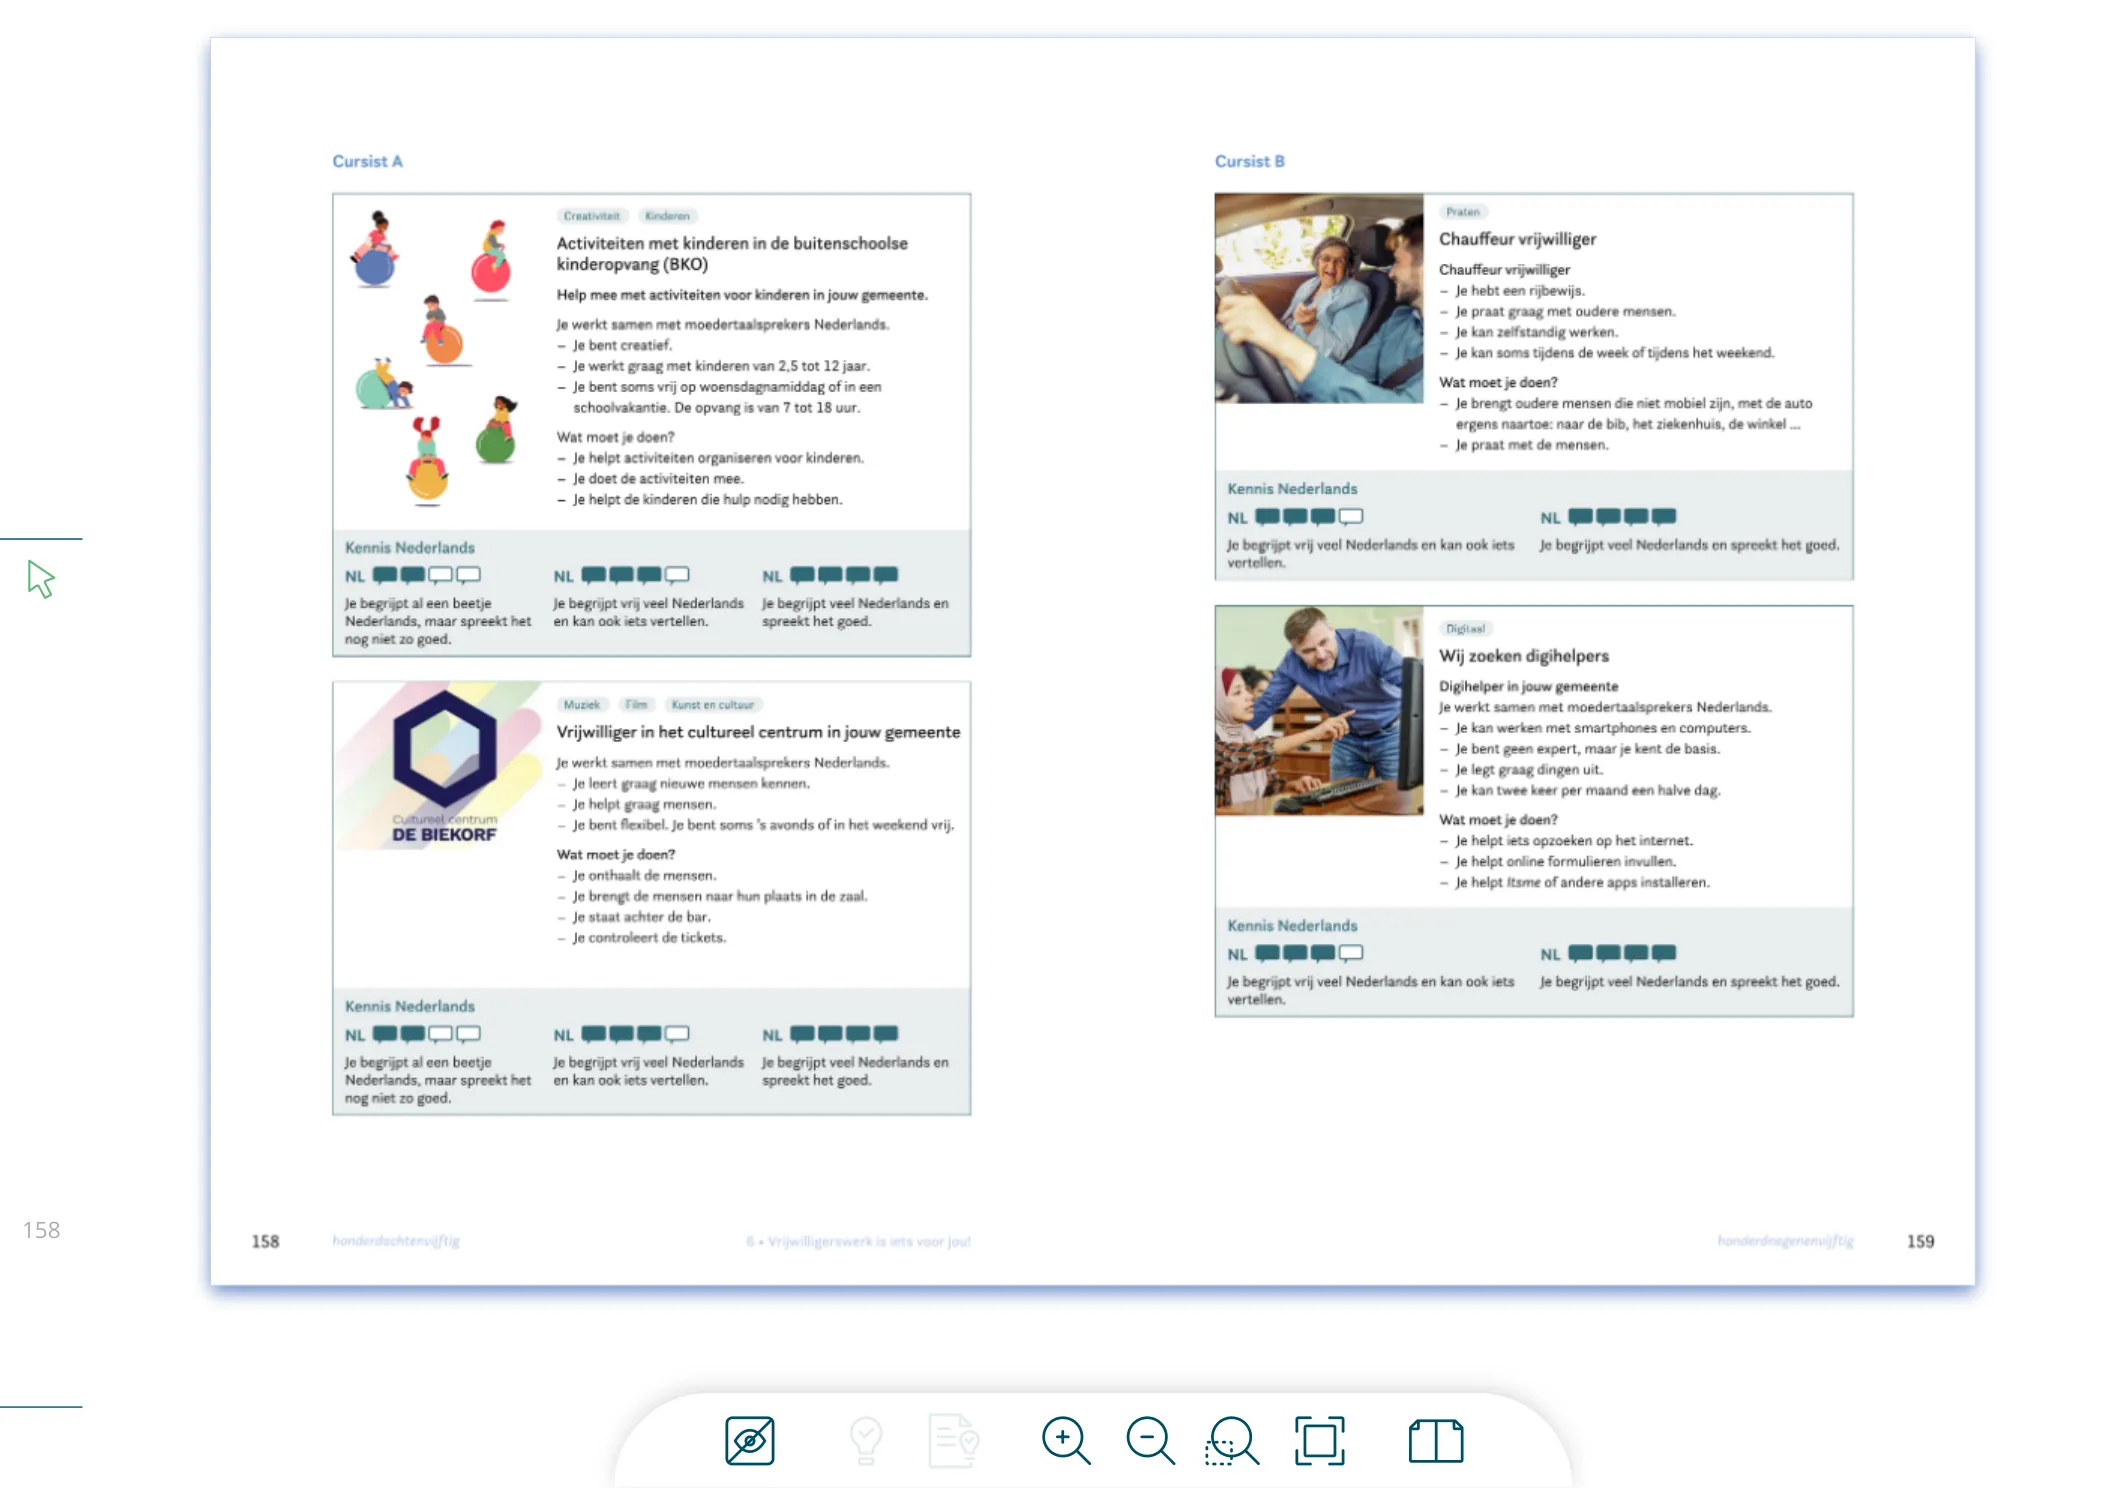 Cursist A
Creativiteit Kinderen
Activiteiten met kinderen in de buitenschoolse
kinderopvang (BKO)
Help mee met activiteiten voor kinderen in jouw gemeente.
Je werkt samen met moedertaalsprekers Nederlands.
– Je bent creatief.
– Je werkt graag met kinderen van 2,5 tot 12 jaar.
– Je bent soms vrij op woensdagnamiddag of in een
schoolvakantie. De opvang is van 7 tot 18 uur.
Wat moet je doen?
– Je helpt activiteiten organiseren voor kinderen.
– Je doet de activiteiten mee.
– Je helpt de kinderen die hulp nodig hebben.
Kennis Nederlands
NL
Je begrijpt al een beetje
Nederlands, maar spreekt het
nog niet zo goed.
NL
Je begrijpt vrij veel Nederlands
en kan ook iets vertellen.
NL
Je begrijpt veel Nederlands en
spreekt het goed.
Cultureel centrum
DE BIEKORF
Muziek Film Kunst en cultuur
Vrijwilliger in het cultureel centrum in jouw gemeente
Je werkt samen met moedertaalsprekers Nederlands.
– Je leert graag nieuwe mensen kennen.
– Je helpt graag mensen.
– Je bent flexibel. Je bent soms 's avonds of in het weekend vrij.
Wat moet je doen?
– Je onthaalt de mensen.
– Je brengt de mensen naar hun plaats in de zaal.
– Je staat achter de bar.
– Je controleert de tickets.
Kennis Nederlands
NL
Je begrijpt al een beetje
Nederlands, maar spreekt het
nog niet zo goed.
NL
Je begrijpt vrij veel Nederlands
en kan ook iets vertellen.
NL
Je begrijpt veel Nederlands en
spreekt het goed.
158 honderdachtenvijftig 6 • Vrijwilligerswerk is iets voor jou!
Cursist B
Praten
Chauffeur vrijwilliger
Chauffeur vrijwilliger
– Je hebt een rijbewijs.
– Je praat graag met oudere mensen.
– Je kan zelfstandig werken.
– Je kan soms tijdens de week of tijdens het weekend.
Wat moet je doen?
– Je brengt oudere mensen die niet mobiel zijn, met de auto
ergens naartoe: naar de bib, het ziekenhuis, de winkel ...
– Je praat met de mensen.
Kennis Nederlands
NL
Je begrijpt vrij veel Nederlands en kan ook iets
vertellen.
NL
Je begrijpt veel Nederlands en spreekt het goed.
Digitaal
Wij zoeken digihelpers
Digihelper in jouw gemeente
Je werkt samen met moedertaalsprekers Nederlands.
– Je kan werken met smartphones en computers.
– Je bent geen expert, maar je kent de basis.
– Je legt graag dingen uit.
– Je kan twee keer per maand een halve dag.
Wat moet je doen?
– Je helpt iets opzoeken op het internet.
– Je helpt online formulieren invullen.
– Je helpt Itsme of andere apps installeren.
Kennis Nederlands
NL
Je begrijpt vrij veel Nederlands en kan ook iets
vertellen.
NL
Je begrijpt veel Nederlands en spreekt het goed.
honderdnegenenvijftig 159
158